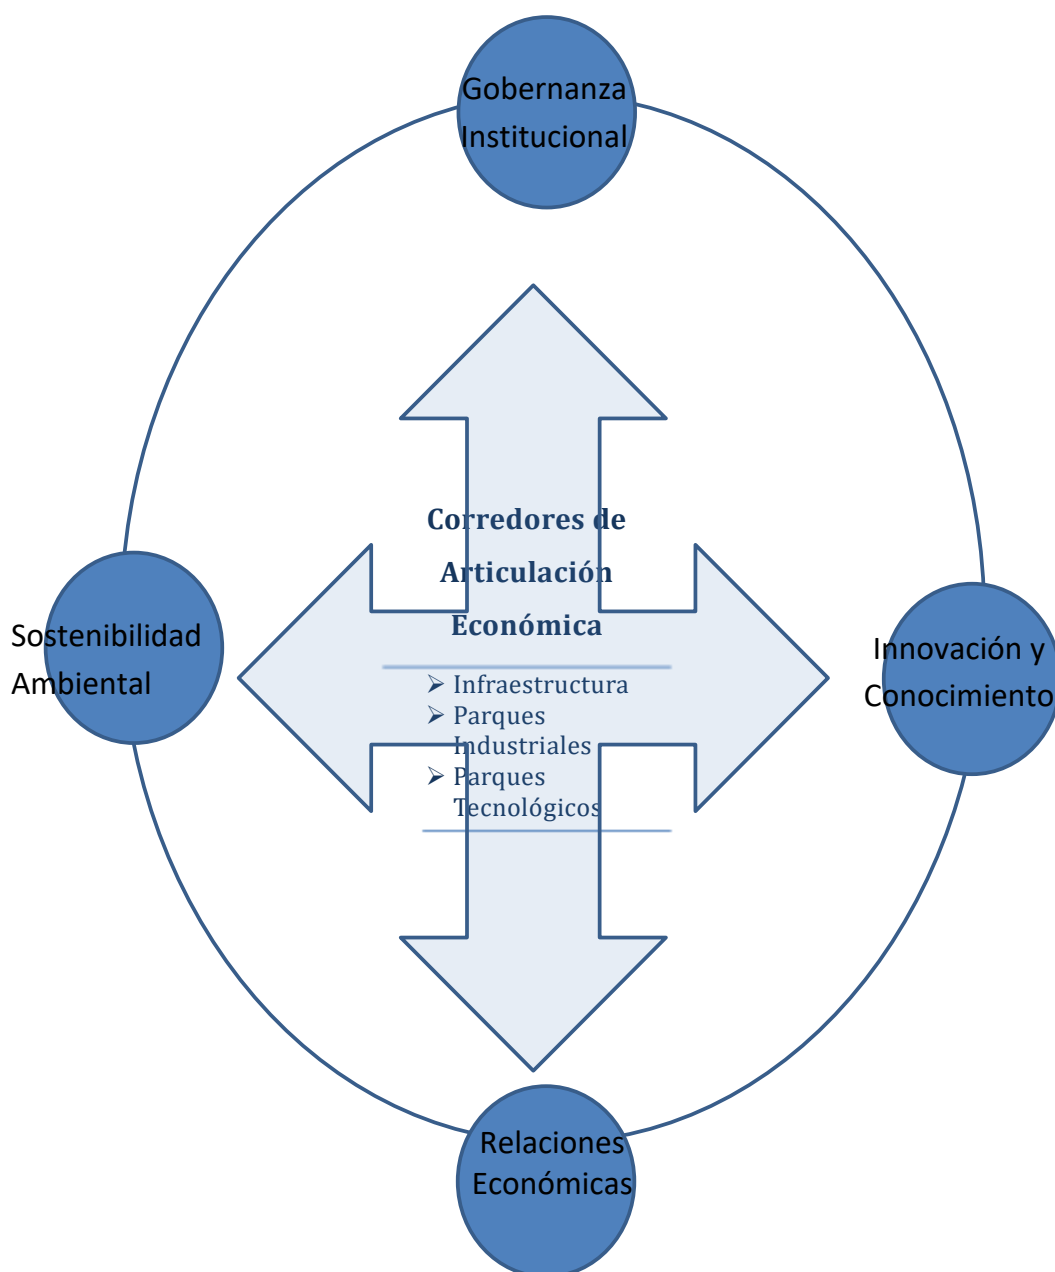 Gobernanza
Institucional
Corredores de
Articulación
Económica
Sostenibilidad
Ambiental
Innovación y
Conocimiento
➢ Infraestructura
➢ Parques
Industriales
➢ Parques
Tecnológicos
Relaciones
Económicas